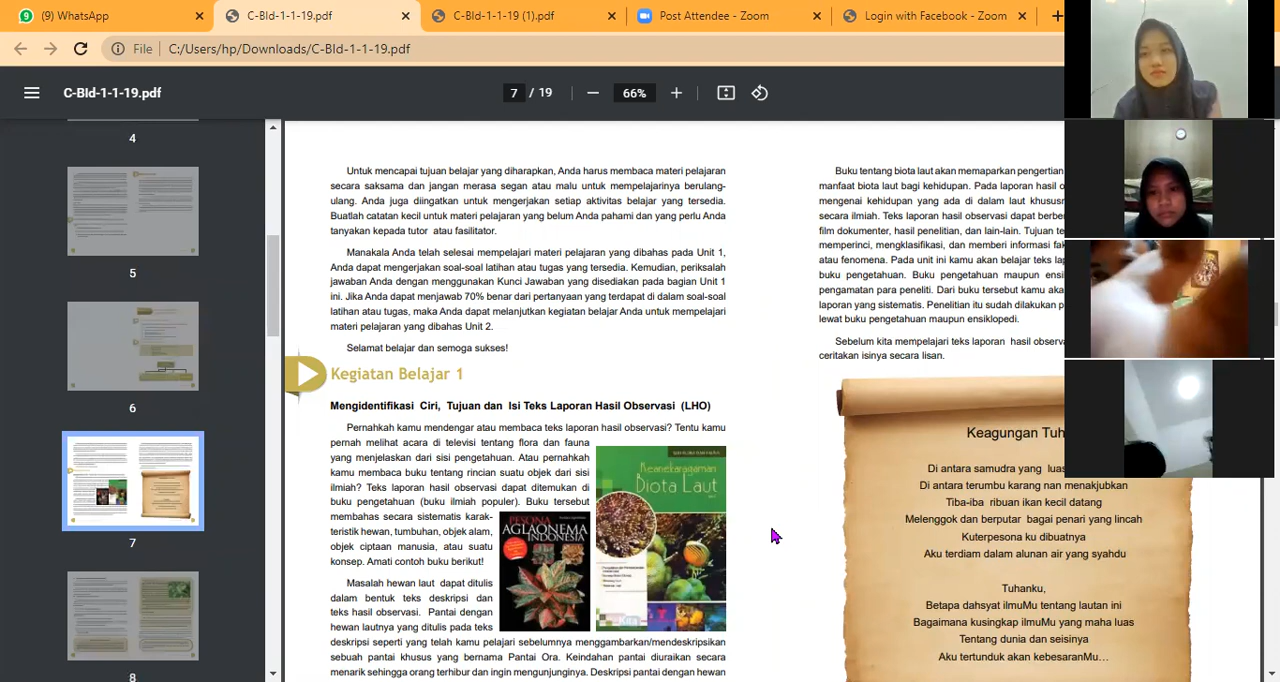 (9) WhatsApp
C-BId-1-1-19.pdf
C-BId-1-1-19 (1).pdf
Post Attendee - Zoom
Login with Facebook - Zoom
File
C:/Users/hp/Downloads/C-BId-1-1-19.pdf
C-BId-1-1-19.pdf
7 / 19
66%
4
5
6
7
8
Untuk mencapai tujuan belajar yang diharapkan, Anda harus membaca materi pelajaran
secara saksama dan jangan merasa segan atau malu untuk mempelajarinya berulang-
ulang. Anda juga diingatkan untuk mengerjakan setiap aktivitas belajar yang tersedia.
Buatlah catatan kecil untuk materi pelajaran yang belum Anda pahami dan yang perlu Anda
tanyakan kepada tutor atau fasilitator.
Manakala Anda telah selesai mempelajari materi pelajaran yang dibahas pada Unit 1,
Anda dapat mengerjakan soal-soal latihan atau tugas yang tersedia. Kemudian, periksalah
jawaban Anda dengan menggunakan Kunci Jawaban yang disediakan pada bagian Unit 1
ini. Jika Anda dapat menjawab 70% benar dari pertanyaan yang terdapat di dalam soal-soal
latihan atau tugas, maka Anda dapat melanjutkan kegiatan belajar Anda untuk mempelajari
materi pelajaran yang dibahas Unit 2.
Selamat belajar dan semoga sukses!
Kegiatan Belajar 1
Mengidentifikasi Ciri, Tujuan dan Isi Teks Laporan Hasil Observasi (LHO)
Pernahkah kamu mendengar atau membaca teks laporan hasil observasi? Tentu kamu
pernah melihat acara di televisi tentang flora dan fauna
yang menjelaskan dari sisi pengetahuan. Atau pernahkah
kamu membaca buku tentang rincian suatu objek dari sisi
ilmiah? Teks laporan hasil observasi dapat ditemukan di
buku pengetahuan (buku ilmiah populer). Buku tersebut
membahas secara sistematis karak-
teristik hewan, tumbuhan, objek alam,
objek ciptaan manusia, atau suatu
konsep. Amati contoh buku berikut!
Masalah hewan laut dapat ditulis
dalam bentuk teks deskripsi dan
teks hasil observasi. Pantai dengan
hewan lautnya yang ditulis pada teks
deskripsi seperti yang telah kamu pelajari sebelumnya menggambarkan/mendeskripsikan
sebuah pantai khusus yang bernama Pantai Ora. Keindahan pantai diuraikan secara
menarik sehingga orang terhibur dan ingin mengunjunginya. Deskripsi pantai dengan hewan
PESONA
AGLAONEMA
INDONESIA
Keanekaragaman
Biota Laut
Buku tentang biota laut akan memaparkan pengertian
manfaat biota laut bagi kehidupan. Pada laporan hasil o
mengenai kehidupan yang ada di dalam laut khususn
secara ilmiah. Teks laporan hasil observasi dapat berben
film dokumenter, hasil penelitian, dan lain-lain. Tujuan te
memperinci, mengklasifikasi, dan memberi informasi fak
atau fenomena. Pada unit ini kamu akan belajar teks lap
buku pengetahuan. Buku pengetahuan maupun ensik
pengamatan para peneliti. Dari buku tersebut kamu aka
laporan yang sistematis. Penelitian itu sudah dilakukan p
lewat buku pengetahuan maupun ensiklopedi.
Sebelum kita mempelajari teks laporan hasil observa
ceritakan isinya secara lisan.
Keagungan Tuh
Di antara samudra yang luas
Di antara terumbu karang nan menakjubkan
Tiba-iba ribuan ikan kecil datang
Melenggok dan berputar bagai penari yang lincah
Kuterpesona ku dibuatnya
Aku terdiam dalam alunan air yang syahdu
Tuhanku,
Betapa dahsyat ilmuMu tentang lautan ini
Bagaimana kusingkap ilmuMu yang maha luas
Tentang dunia dan seisinya
Aku tertunduk akan kebesaranMu…